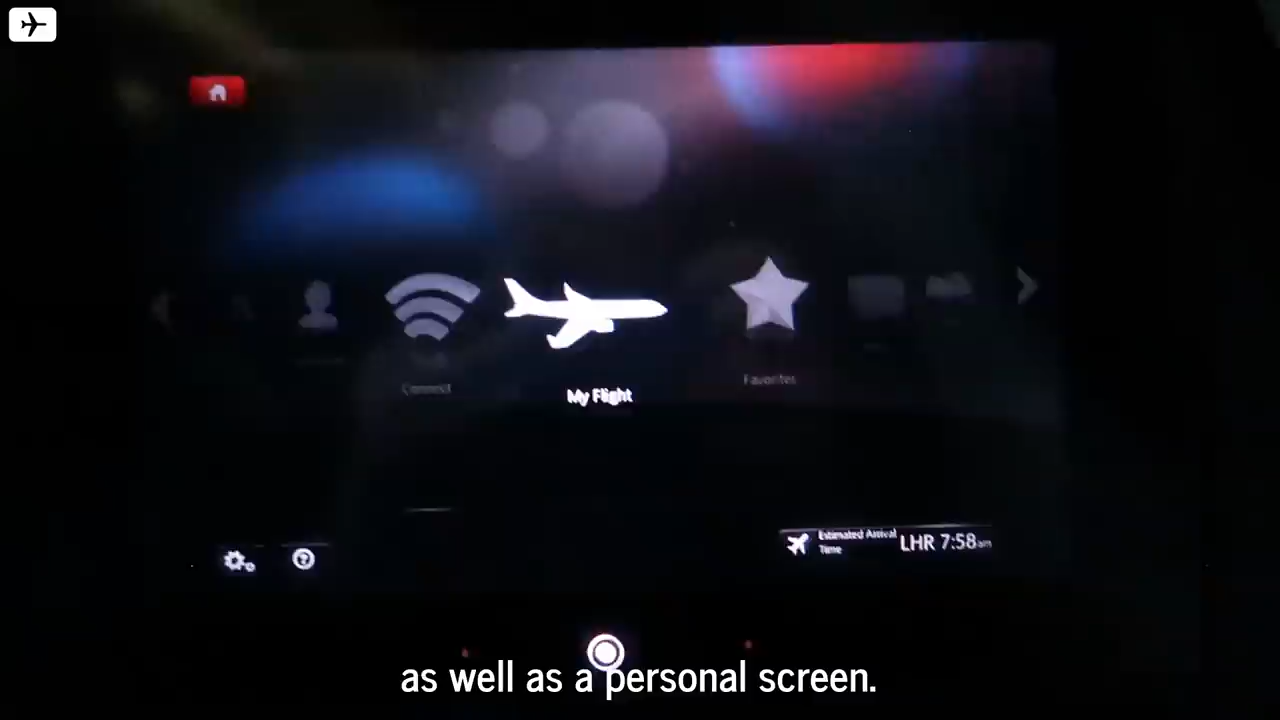 Connect
My Flight
Favorites
Estimated Arrival
Time
LHR 7:58am
as well as a personal screen.